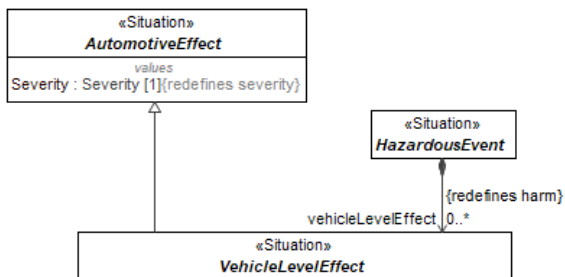 «Situation»
AutomotiveEffect
values
Severity : Severity [1]{redefines severity}
«Situation»
HazardousEvent
{redefines harm}
vehicleLevelEffect 0..*
«Situation»
VehicleLevelEffect